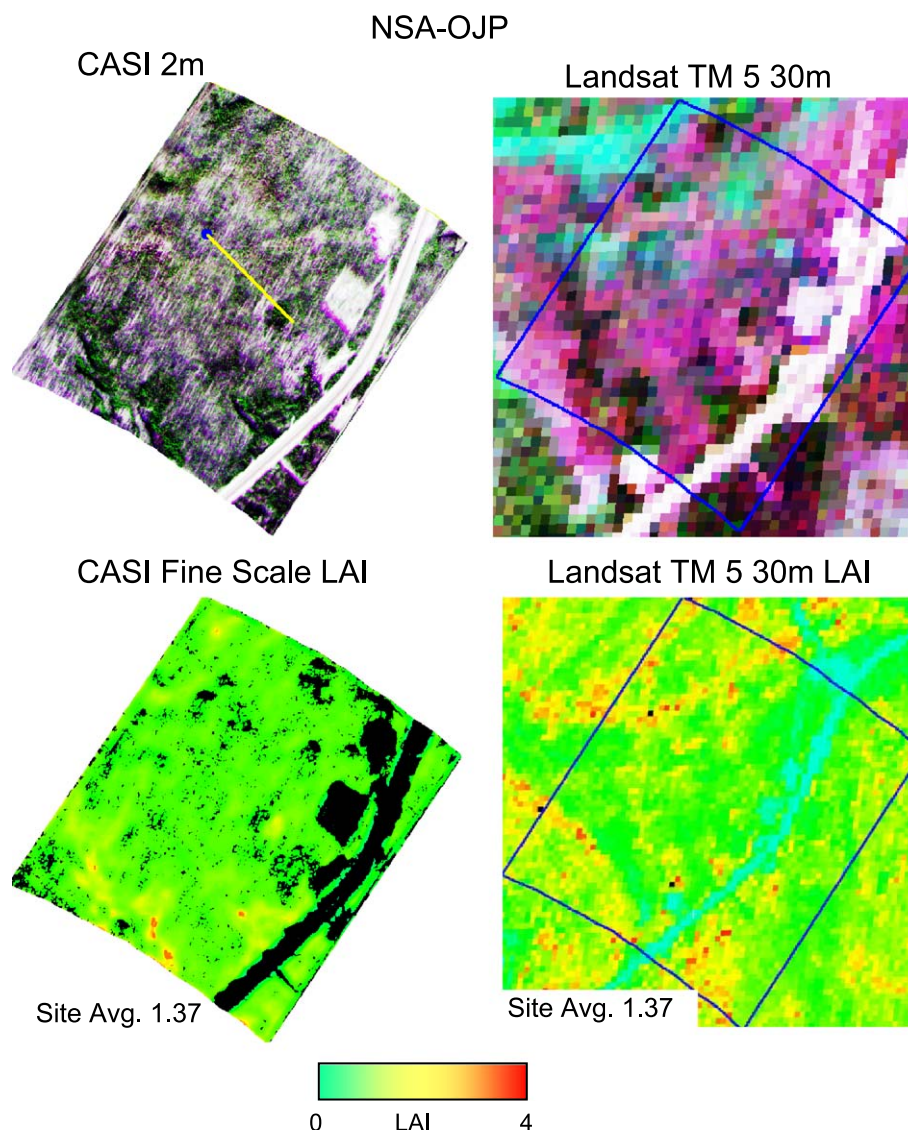 NSA-OJP
CASI 2m
Landsat TM 5 30m
CASI Fine Scale LAI
Landsat TM 5 30m LAI
Site Avg. 1.37
Site Avg. 1.37
0 LAI 4